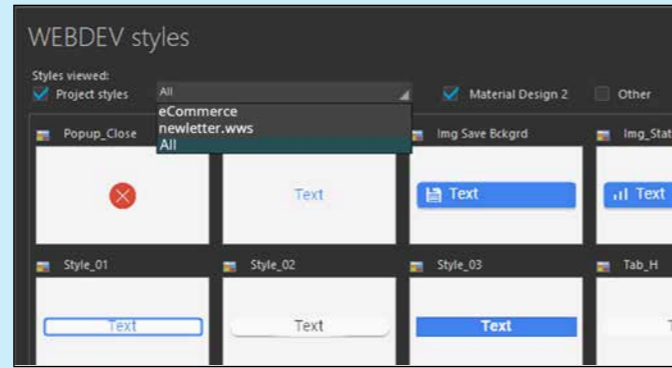 WEBDEV styles
Styles viewed:
Project styles
All
Material Design 2
Other
eCommerce
newletter.wws
All
Popup_Close
Img Save Bckgrd
Img_Stat
Text
Text
Text
Style_01
Style_02
Style_03
Tab_H
Text
Text
Text